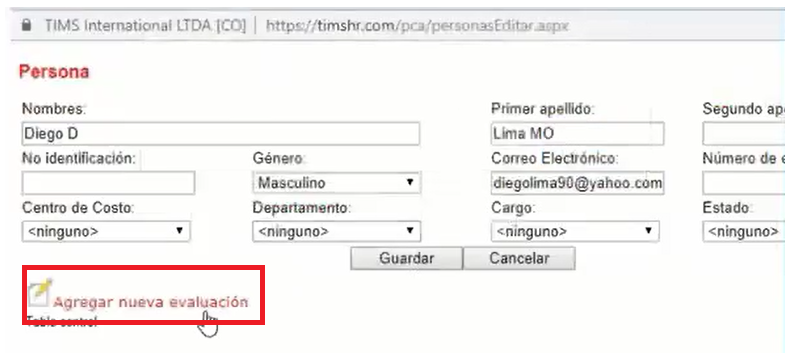 TIMS International LTDA [CO] | https://timshr.com/pca/personasEditar.aspx
Persona
Nombres: Primer apellido: Segundo ape
Diego D Lima MO
No identificación: Género: Correo Electrónico: Número de e
Masculino diegolima90@yahoo.com
Centro de Costo: Departamento: Cargo: Estado:
<ninguno> <ninguno> <ninguno> <ninguno>
Guardar Cancelar
Agregar nueva evaluación
Tabla control